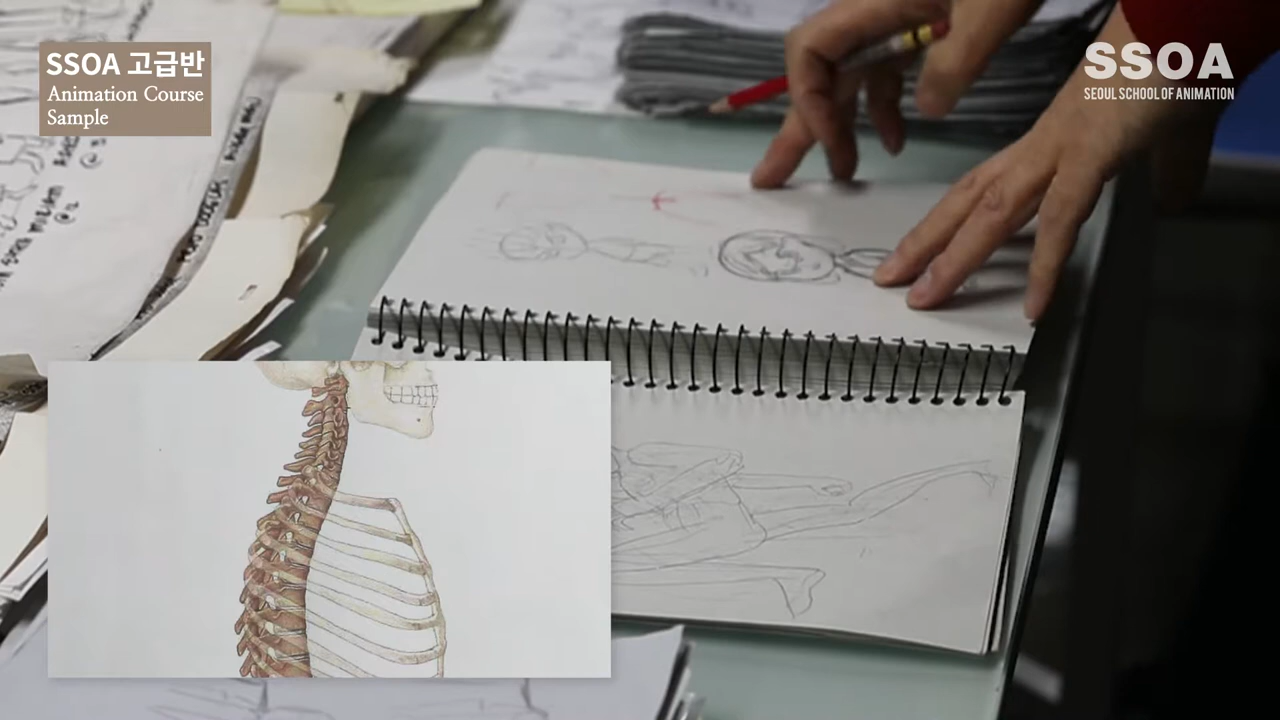 SSOA 고급반
Animation Course
Sample
SSOA
SEOUL SCHOOL OF ANIMATION